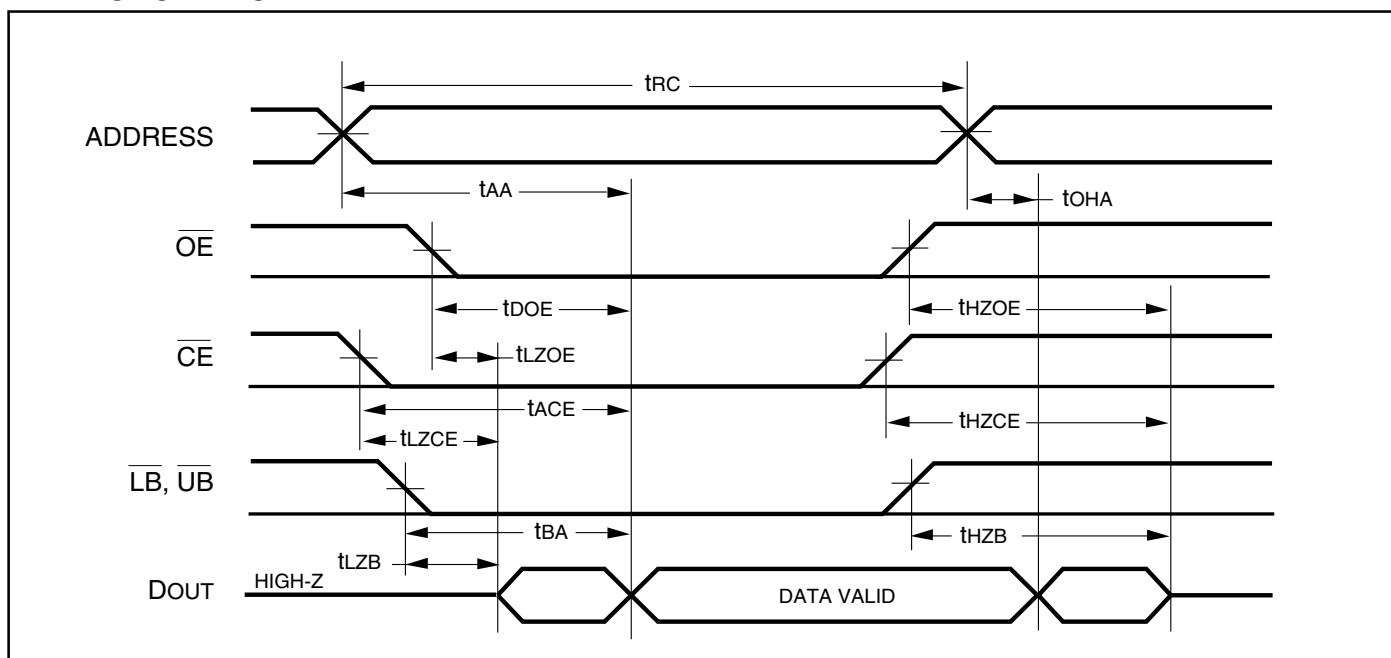 tRC
ADDRESS
tAA
tOHA
OE
tDOE
tHZOE
CE
tLZOE
tACE
tHZCE
tLZCE
LB, UB
tBA
tHZB
tLZB
HIGH-Z
DOUT
DATA VALID